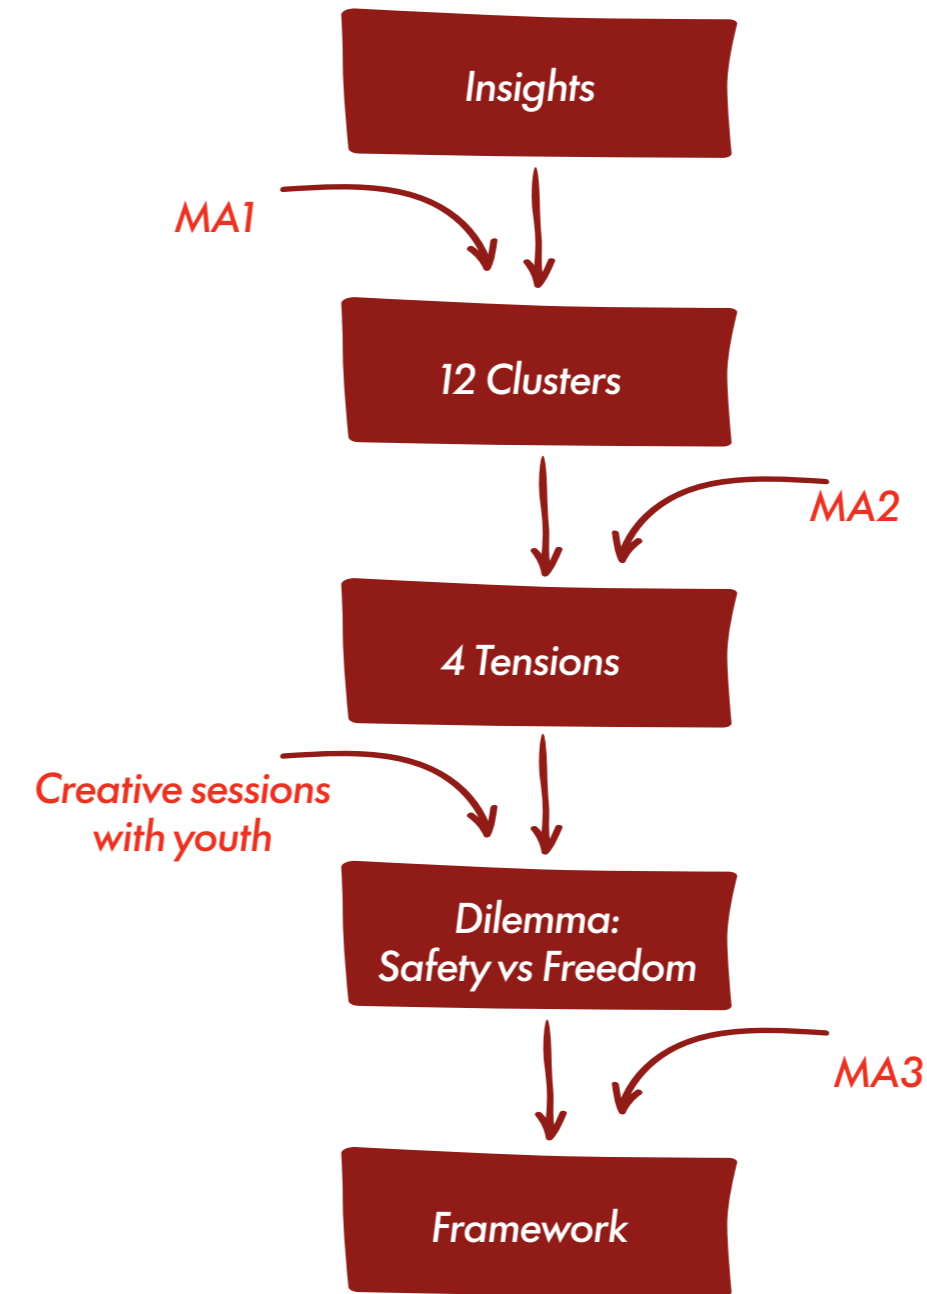 Insights
MA1
12 Clusters
MA2
4 Tensions
Creative sessions
with youth
Dilemma:
Safety vs Freedom
MA3
Framework